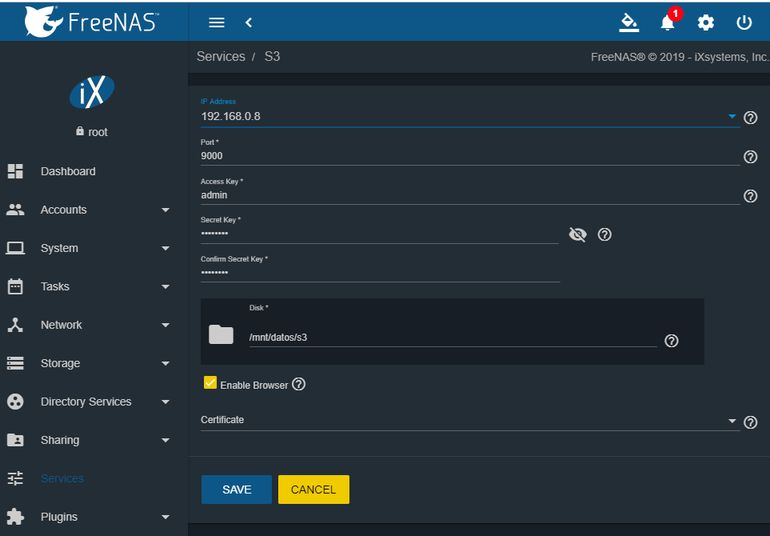 FreeNAS™
1
Services / S3
FreeNAS® © 2019 - iXsystems, Inc.
iX
root
Dashboard
Accounts
System
Tasks
Network
Storage
Directory Services
Sharing
Services
Plugins
IP Address
192.168.0.8
Port *
9000
Access Key *
admin
Secret Key *
••••••••
Confirm Secret Key *
••••••••
Disk *
/mnt/datos/s3
Enable Browser
Certificate
SAVE CANCEL